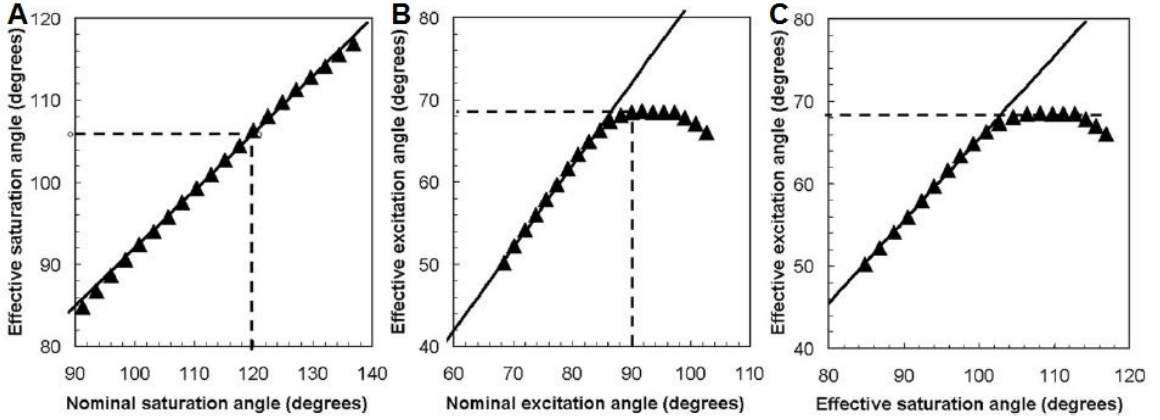 A
Effective saturation angle (degrees)
120
110
100
90
80
90 100 110 120 130 140
Nominal saturation angle (degrees)
B
Effective excitation angle (degrees)
80
70
60
50
40
60 70 80 90 100 110
Nominal excitation angle (degrees)
C
Effective excitation angle (degrees)
80
70
60
50
40
80 90 100 110 120
Effective saturation angle (degrees)